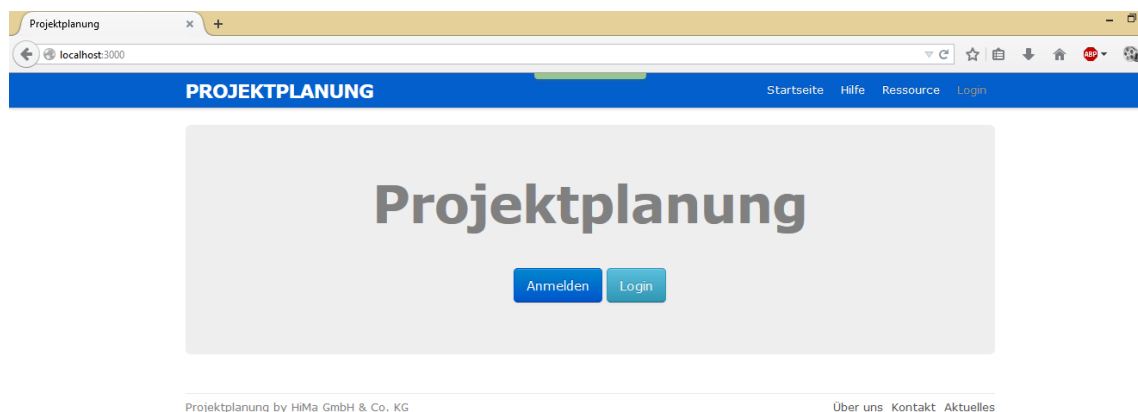 Projektplanung
localhost:3000
ABP
PROJEKTPLANUNG
Startseite Hilfe Ressource Login
Projektplanung
Anmelden Login
Projektplanung by HiMa GmbH & Co. KG
Über uns Kontakt Aktuelles